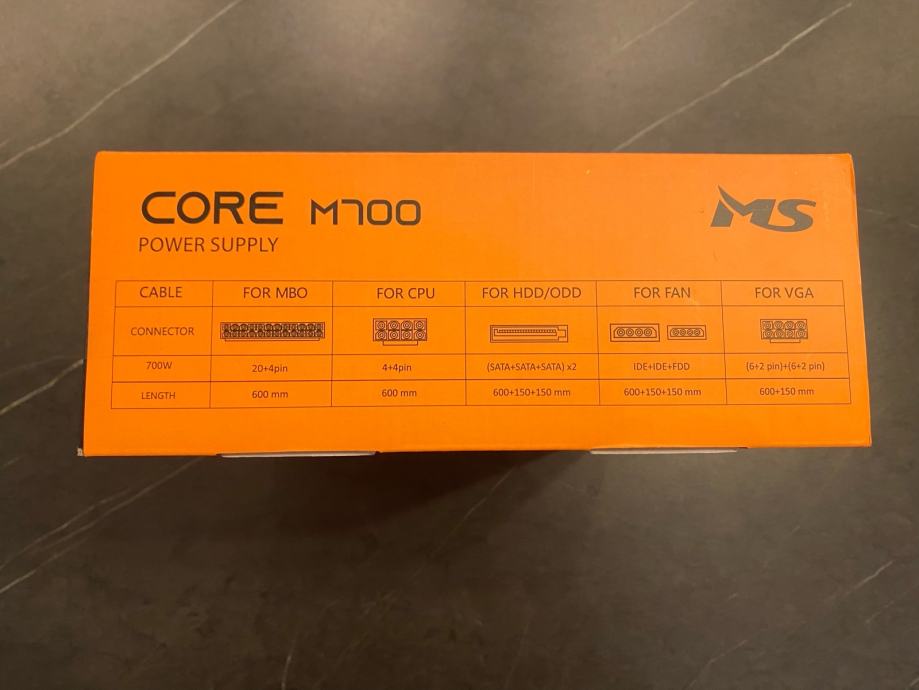 CORE M700
MS
POWER SUPPLY
CABLE FOR MBO FOR CPU FOR HDD/ODD FOR FAN FOR VGA
CONNECTOR
700W 20+4pin 4+4pin (SATA+SATA+SATA) x2 IDE+IDE+FDD (6+2 pin)+(6+2 pin)
LENGTH 600 mm 600 mm 600+150+150 mm 600+150+150 mm 600+150 mm